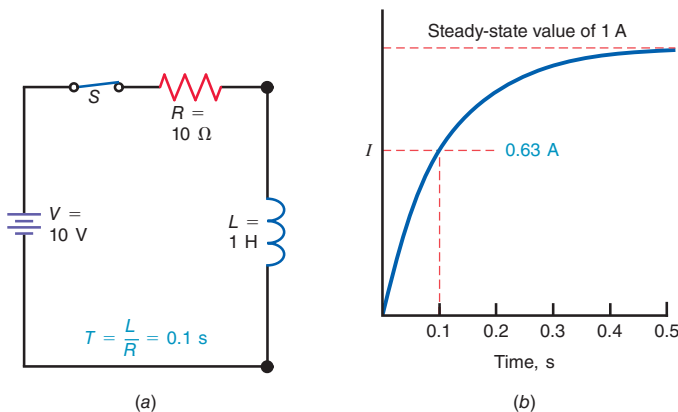 S
R =
10 Ω
V =
10 V
L =
1 H
T = L/R = 0.1 s
(a)
Steady-state value of 1 A
I
0.63 A
0.1 0.2 0.3 0.4 0.5
Time, s
(b)